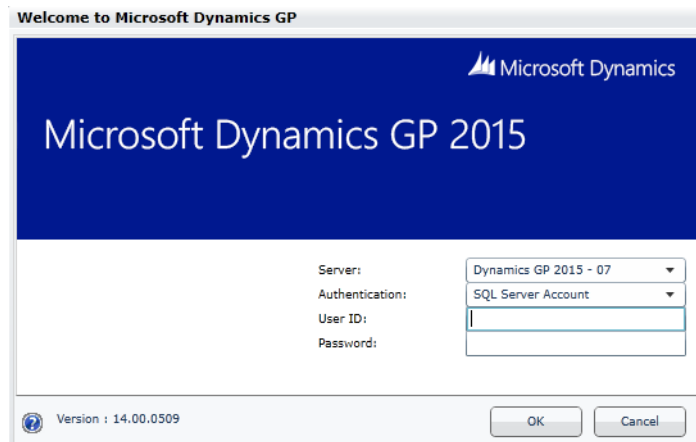 Welcome to Microsoft Dynamics GP
Microsoft Dynamics
Microsoft Dynamics GP 2015
Server: Dynamics GP 2015 - 07
Authentication: SQL Server Account
User ID:
Password:
Version : 14.00.0509 OK Cancel